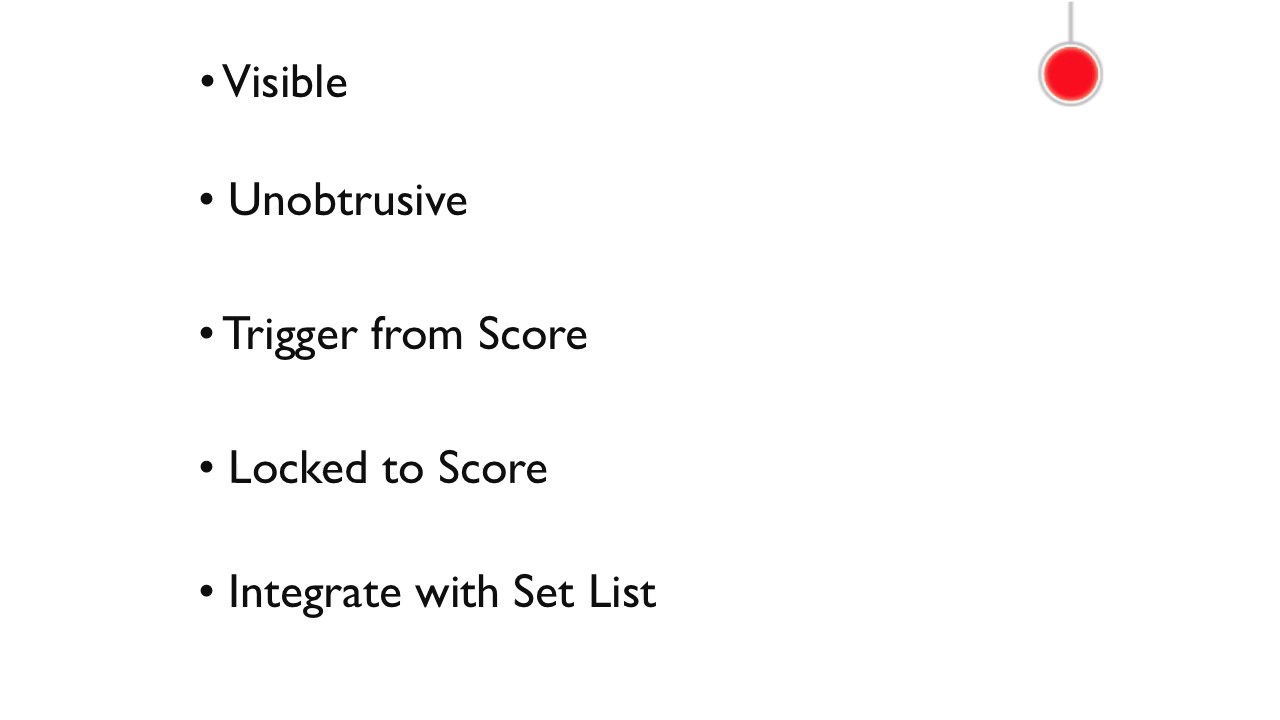 • Visible
• Unobtrusive
• Trigger from Score
• Locked to Score
• Integrate with Set List